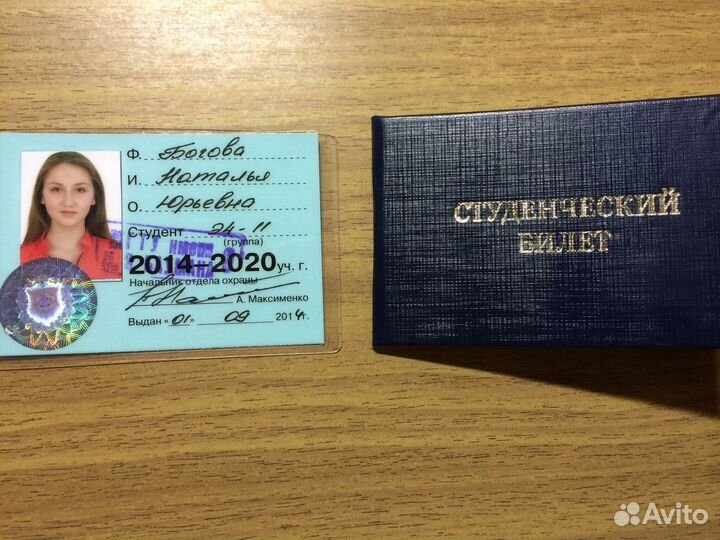 Ф. Богова
И. Наталья
О. Юрьевна
Студент 24-11
(группа)
2014-2020 уч. г.
Начальник отдела охраны
А. Максименко
Выдан «01» 09 2014г.
СТУДЕНЧЕСКИЙ
БИЛЕТ
Avito